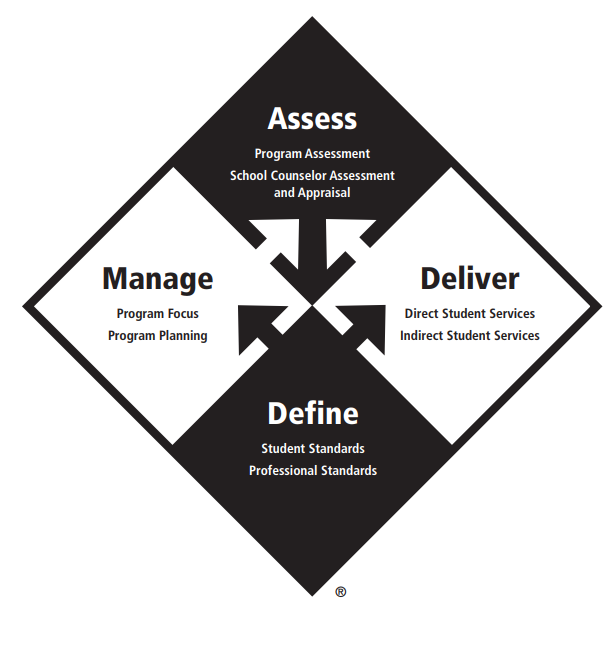 Assess
Program Assessment
School Counselor Assessment
and Appraisal
Manage
Program Focus
Program Planning
Deliver
Direct Student Services
Indirect Student Services
Define
Student Standards
Professional Standards
®